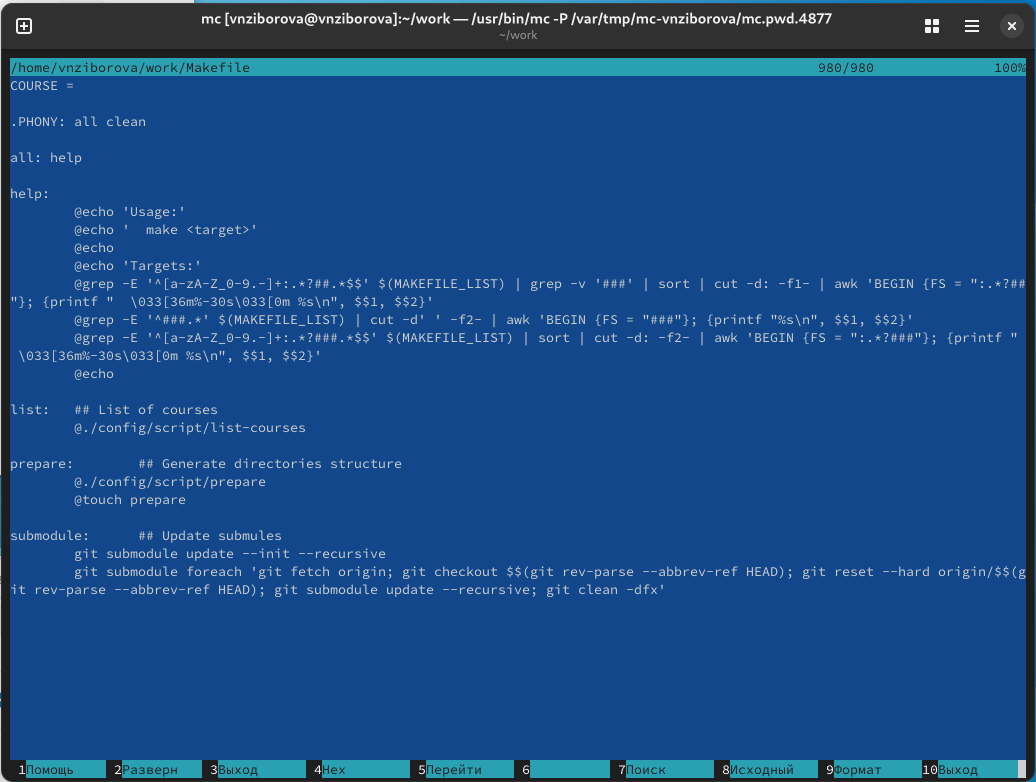 mc [vnziborova@vnziborova]:~/work — /usr/bin/mc -P /var/tmp/mc-vnziborova/mc.pwd.4877
~/work
/home/vnziborova/work/Makefile 980/980 100%
COURSE =
.PHONY: all clean
all: help
help:
@echo 'Usage:'
@echo '  make <target>'
@echo
@echo 'Targets:'
@grep -E '^[a-zA-Z_0-9.-]+:.*?##.*$$' $(MAKEFILE_LIST) | grep -v '###' | sort | cut -d: -f1- | awk 'BEGIN {FS = ":.*?##
"}; {printf "  \033[36m%-30s\033[0m %s\n", $$1, $$2}'
@grep -E '^###.*' $(MAKEFILE_LIST) | cut -d' ' -f2- | awk 'BEGIN {FS = "###"}; {printf "%s\n", $$1, $$2}'
@grep -E '^[a-zA-Z_0-9.-]+:.*?###.*$$' $(MAKEFILE_LIST) | sort | cut -d: -f2- | awk 'BEGIN {FS = ":.*?###"}; {printf "
 \033[36m%-30s\033[0m %s\n", $$1, $$2}'
@echo
list: ## List of courses
@./config/script/list-courses
prepare: ## Generate directories structure
@./config/script/prepare
@touch prepare
submodule: ## Update submules
git submodule update --init --recursive
git submodule foreach 'git fetch origin; git checkout $$(git rev-parse --abbrev-ref HEAD); git reset --hard origin/$$(g
it rev-parse --abbrev-ref HEAD); git submodule update --recursive; git clean -dfx'
1Помощь 2Разверн 3Выход 4Hex 5Перейти 6 7Поиск 8Исходный 9Формат 10Выход